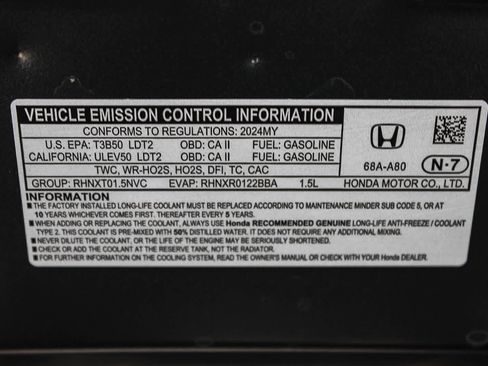 VEHICLE EMISSION CONTROL INFORMATION
CONFORMS TO REGULATIONS: 2024MY
U.S. EPA: T3B50 LDT2 OBD: CA II FUEL: GASOLINE
CALIFORNIA: ULEV50 LDT2 OBD: CA II FUEL: GASOLINE
TWC, WR-HO2S, HO2S, DFI, TC, CAC
68A-A80 N-7
GROUP: RHNXT01.5NVC EVAP: RHNXR0122BBA 1.5L HONDA MOTOR CO., LTD.
INFORMATION
■ THE FACTORY INSTALLED LONG-LIFE COOLANT MUST BE REPLACED ACCORDING TO MAINTENANCE MINDER SUB CODE 5, OR AT
10 YEARS WHICHEVER COMES FIRST. THEREAFTER REPLACE EVERY 5 YEARS.
■ WHEN ADDING OR REPLACING THE COOLANT, ALWAYS USE Honda RECOMMENDED GENUINE LONG-LIFE ANTI-FREEZE / COOLANT
TYPE 2. THIS COOLANT IS PRE-MIXED WITH 50% DISTILLED WATER. IT DOES NOT REQUIRE ANY ADDITIONAL MIXING.
■ NEVER DILUTE THE COOLANT, OR THE LIFE OF THE ENGINE MAY BE SERIOUSLY SHORTENED.
■ CHECK OR ADD THE COOLANT AT THE RESERVE TANK, NOT THE RADIATOR.
■ FOR FURTHER INFORMATION ON THE COOLING SYSTEM, READ THE OWNER'S MANUAL OR CHECK WITH YOUR Honda DEALER.